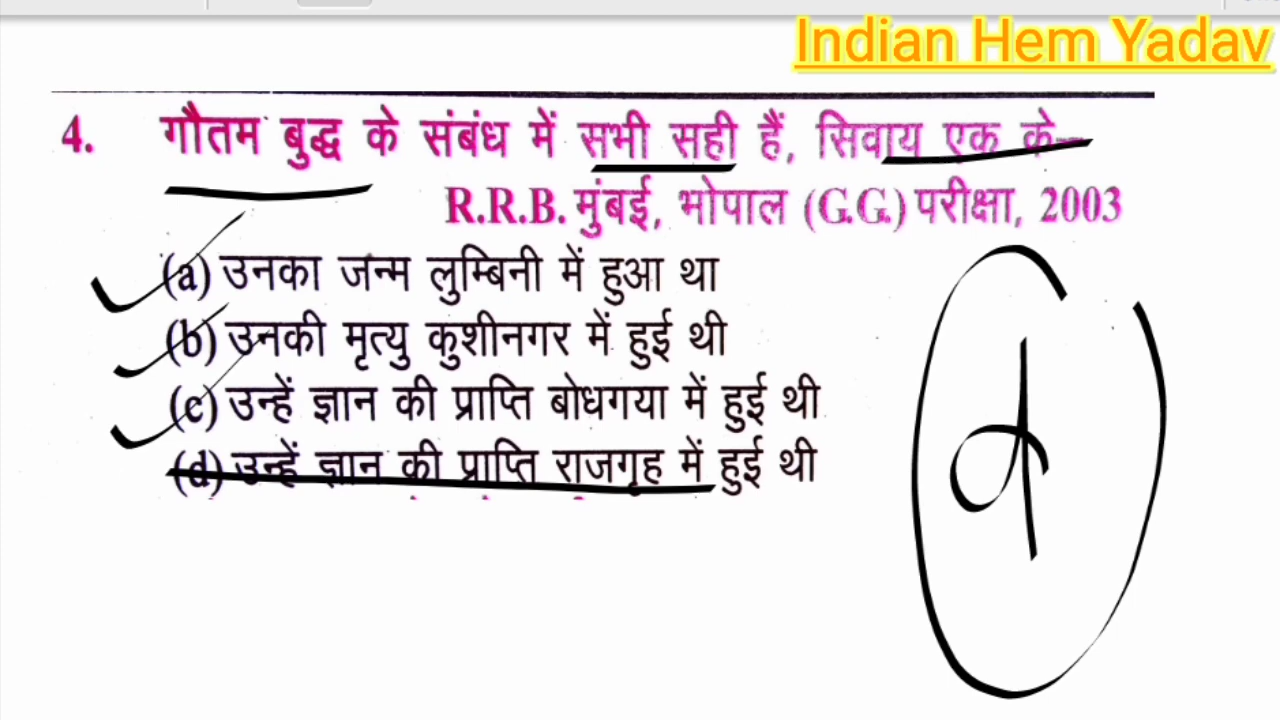 Indian Hem Yadav
4. गौतम बुद्ध के संबंध में सभी सही हैं, सिवाय एक के–
R.R.B. मुंबई, भोपाल (G.G.) परीक्षा, 2003
(a) उनका जन्म लुम्बिनी में हुआ था
(b) उनकी मृत्यु कुशीनगर में हुई थी
(c) उन्हें ज्ञान की प्राप्ति बोधगया में हुई थी
(d) उन्हें ज्ञान की प्राप्ति राजगृह में हुई थी
d